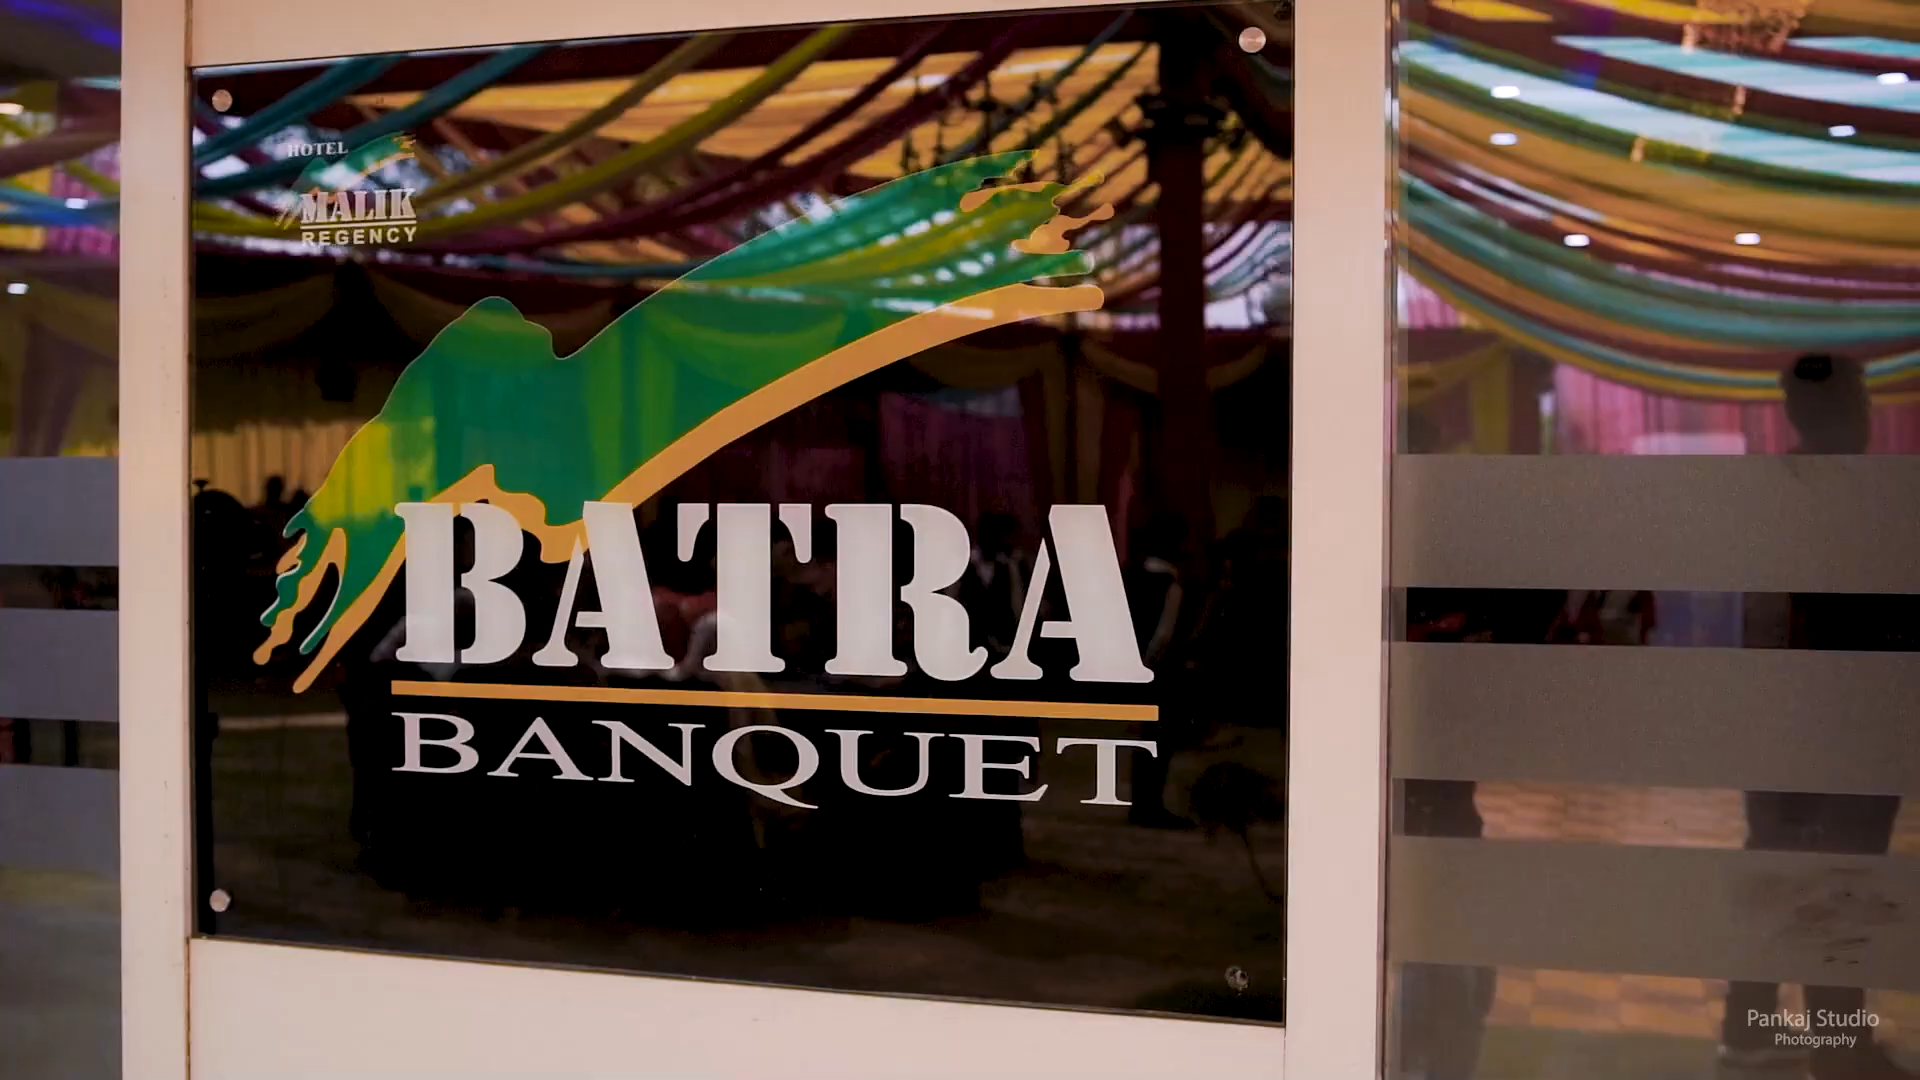 HOTEL
MALIK
REGENCY
BATRA
BANQUET
Pankaj Studio
Photography